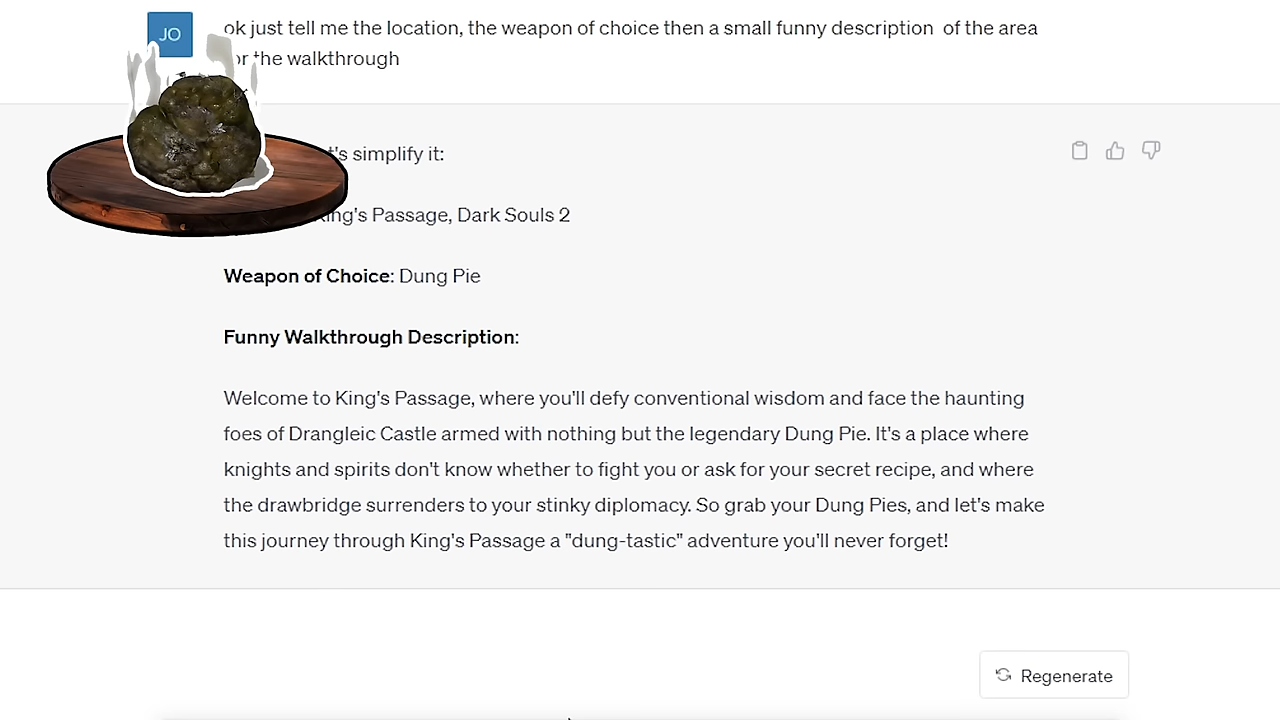 JO
ok just tell me the location, the weapon of choice then a small funny description of the area
the walkthrough
simplify it:
King's Passage, Dark Souls 2
Weapon of Choice: Dung Pie
Funny Walkthrough Description:
Welcome to King's Passage, where you'll defy conventional wisdom and face the haunting
foes of Drangleic Castle armed with nothing but the legendary Dung Pie. It's a place where
knights and spirits don't know whether to fight you or ask for your secret recipe, and where
the drawbridge surrenders to your stinky diplomacy. So grab your Dung Pies, and let's make
this journey through King's Passage a "dung-tastic" adventure you'll never forget!
Regenerate